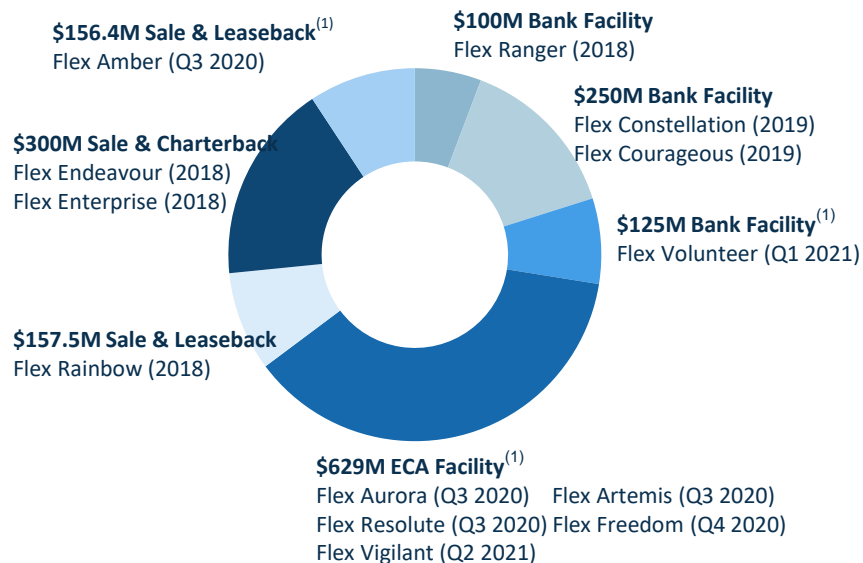 $156.4M Sale & Leaseback(1)
Flex Amber (Q3 2020)
$100M Bank Facility
Flex Ranger (2018)
$250M Bank Facility
Flex Constellation (2019)
Flex Courageous (2019)
$300M Sale & Charterback
Flex Endeavour (2018)
Flex Enterprise (2018)
$125M Bank Facility(1)
Flex Volunteer (Q1 2021)
$157.5M Sale & Leaseback
Flex Rainbow (2018)
$629M ECA Facility(1)
Flex Aurora (Q3 2020) Flex Artemis (Q3 2020)
Flex Resolute (Q3 2020) Flex Freedom (Q4 2020)
Flex Vigilant (Q2 2021)